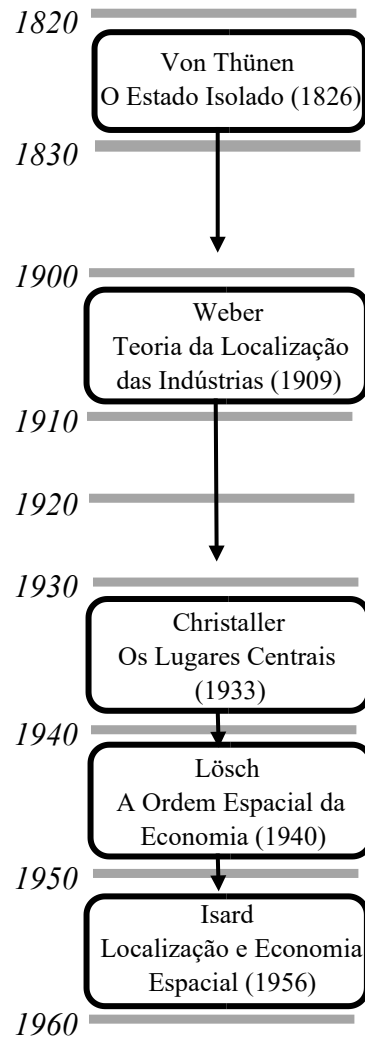 1820
Von Thünen
O Estado Isolado (1826)
1830
1900
Weber
Teoria da Localização
das Indústrias (1909)
1910
1920
1930
Christaller
Os Lugares Centrais
(1933)
1940
Lösch
A Ordem Espacial da
Economia (1940)
1950
Isard
Localização e Economia
Espacial (1956)
1960